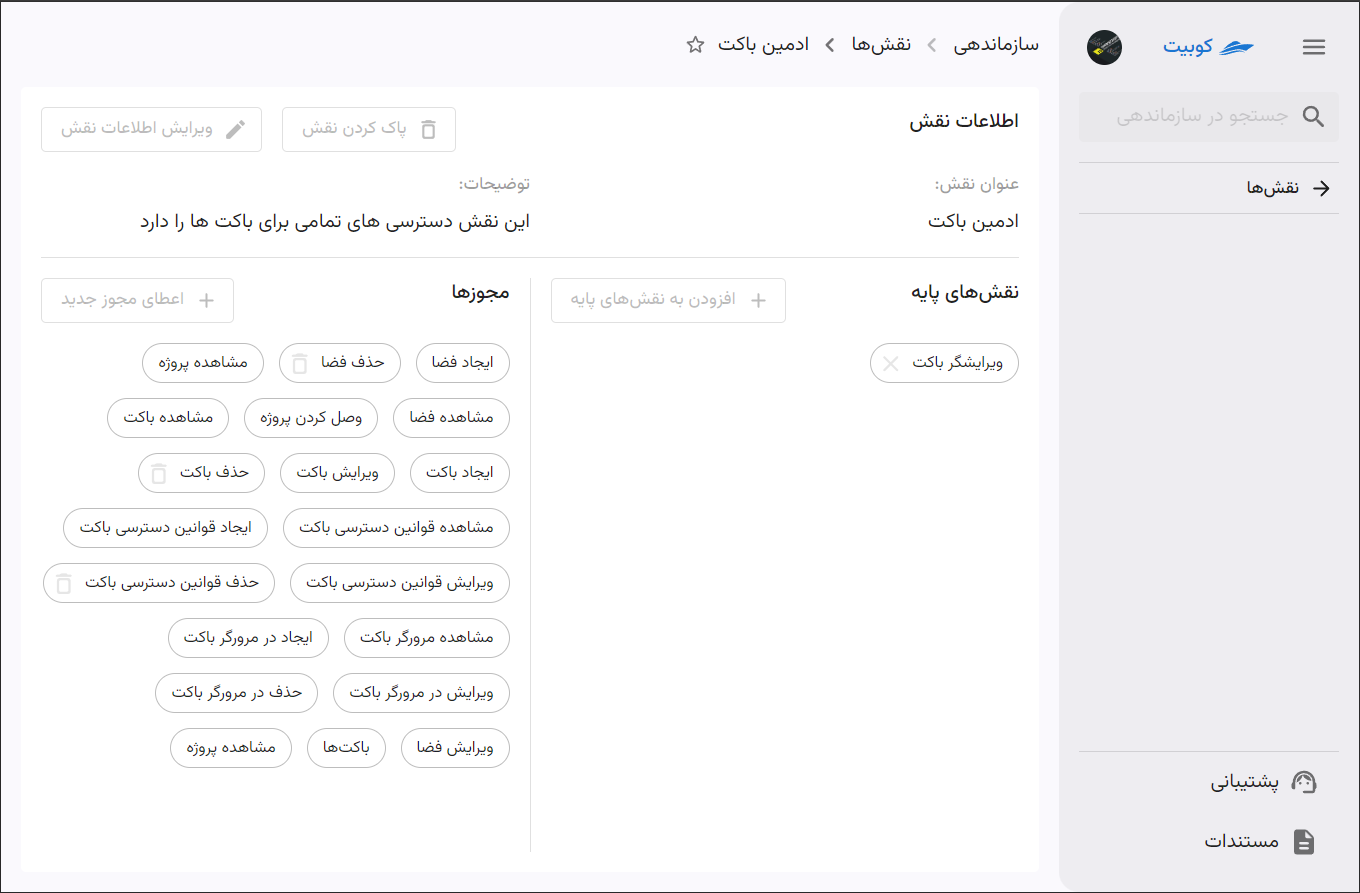 کوبیت
جستجو در سازماندهی
نقش‌ها
پشتیبانی
مستندات
سازماندهی
نقش‌ها
ادمین باکت
اطلاعات نقش
پاک کردن نقش
ویرایش اطلاعات نقش
عنوان نقش:
ادمین باکت
توضیحات:
این نقش دسترسی های تمامی برای باکت ها را دارد
نقش‌های پایه
افزودن به نقش‌های پایه
ویرایشگر باکت
مجوزها
اعطای مجوز جدید
ایجاد فضا حذف فضا مشاهده پروژه
مشاهده فضا وصل کردن پروژه مشاهده باکت
ایجاد باکت ویرایش باکت حذف باکت
مشاهده قوانین دسترسی باکت ایجاد قوانین دسترسی باکت
ویرایش قوانین دسترسی باکت حذف قوانین دسترسی باکت
مشاهده مرورگر باکت ایجاد در مرورگر باکت
ویرایش در مرورگر باکت حذف در مرورگر باکت
ویرایش فضا باکت‌ها مشاهده پروژه